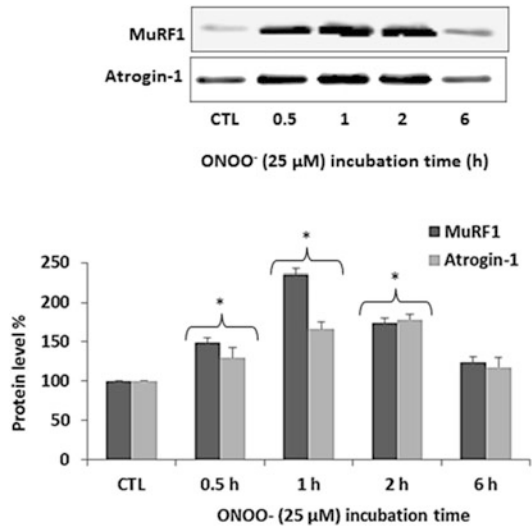 MuRF1
Atrogin-1
CTL 0.5 1 2 6
ONOO⁻ (25 µM) incubation time (h)
MuRF1
Atrogin-1
* * *
Protein level %
250
200
150
100
50
0
CTL 0.5 h 1 h 2 h 6 h
ONOO- (25 µM) incubation time